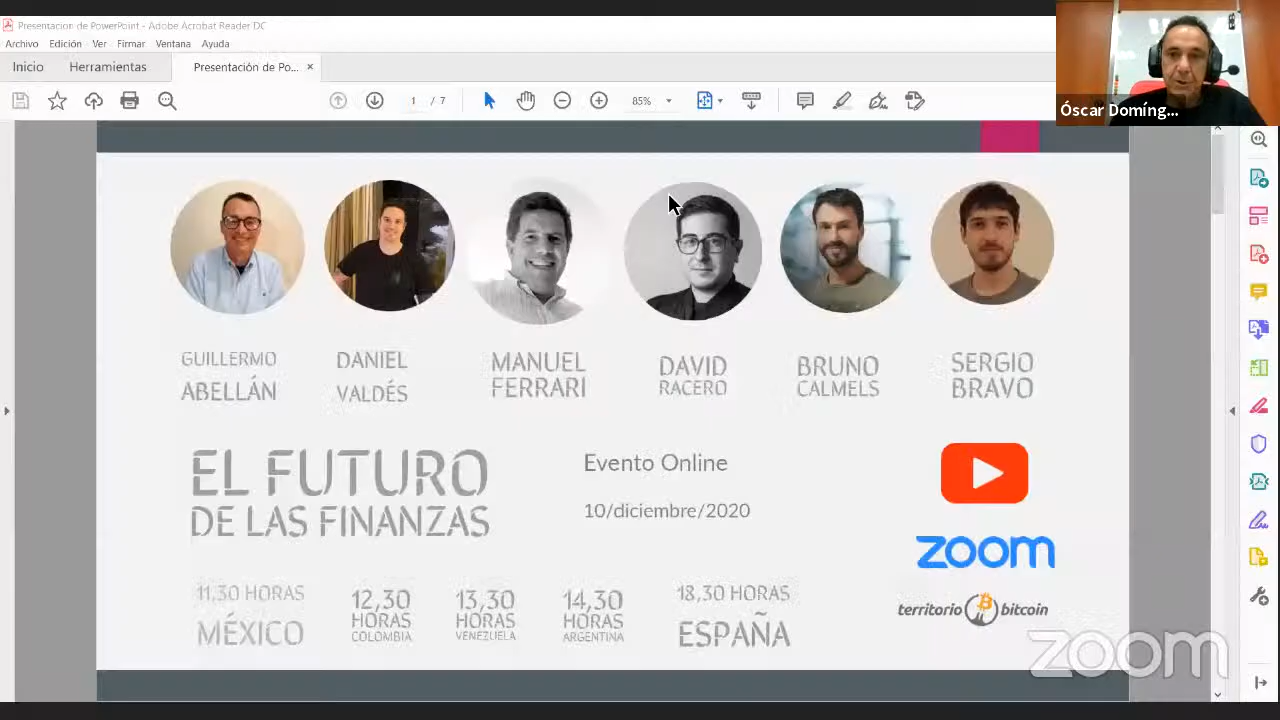 Presentación de PowerPoint - Adobe Acrobat Reader DC
Archivo Edición Ver Firmar Ventana Ayuda
Inicio Herramientas Presentación de Po... ×
1 / 7 85%
Óscar Domíng...
GUILLERMO
ABELLÁN
DANIEL
VALDÉS
MANUEL
FERRARI
DAVID
RACERO
BRUNO
CALMELS
SERGIO
BRAVO
EL FUTURO
DE LAS FINANZAS
Evento Online
10/diciembre/2020
zoom
territorio bitcoin
11,30 HORAS
MÉXICO
12,30
HORAS
COLOMBIA
13,30
HORAS
VENEZUELA
14,30
HORAS
ARGENTINA
18,30 HORAS
ESPAÑA
zoom